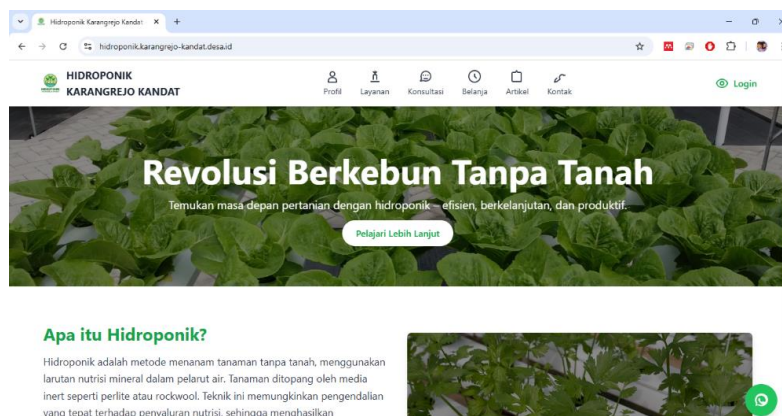 Hidroponik Karangrejo Kandat
hidroponik.karangrejo-kandat.desa.id
HIDROPONIK
KARANGREJO KANDAT
Profil
Layanan
Konsultasi
Belanja
Artikel
Kontak
Login
Revolusi Berkebun Tanpa Tanah
Temukan masa depan pertanian dengan hidroponik – efisien, berkelanjutan, dan produktif.
Pelajari Lebih Lanjut
Apa itu Hidroponik?
Hidroponik adalah metode menanam tanaman tanpa tanah, menggunakan
larutan nutrisi mineral dalam pelarut air. Tanaman ditopang oleh media
inert seperti perlite atau rockwool. Teknik ini memungkinkan pengendalian
yang tepat terhadap penyaluran nutrisi, sehingga menghasilkan